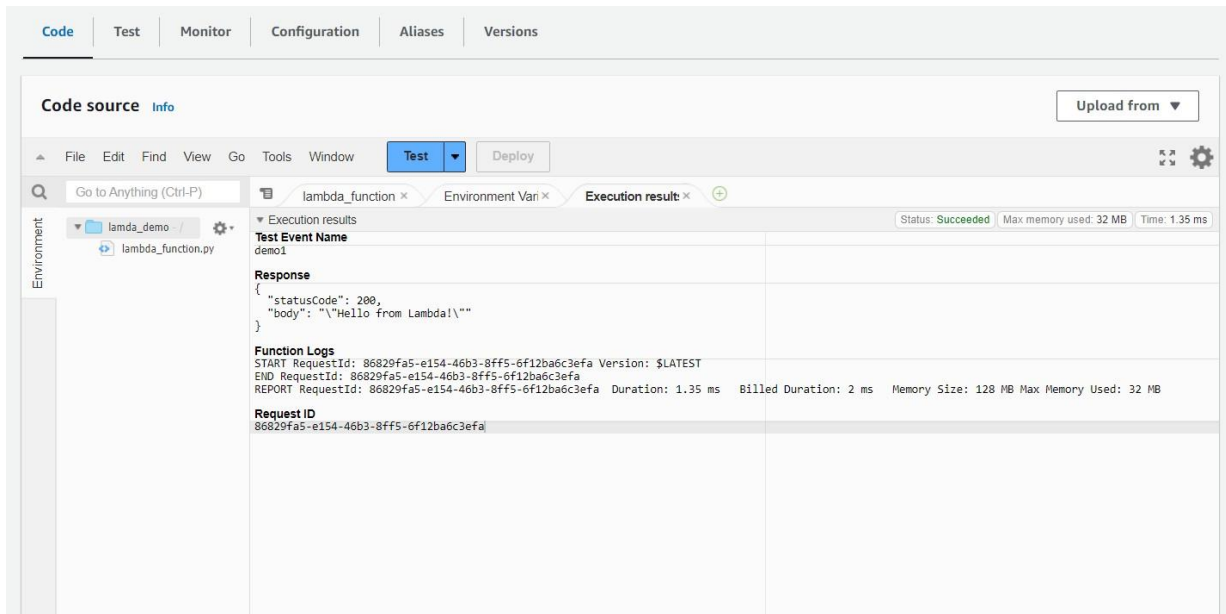 Code Test Monitor Configuration Aliases Versions
Code source Info
Upload from ▼
File Edit Find View Go Tools Window Test Deploy
Go to Anything (Ctrl-P)
lambda_function × Environment Vari × Execution result: ×
Environment
lamda_demo /
lambda_function.py
Execution results
Status: Succeeded Max memory used: 32 MB Time: 1.35 ms
Test Event Name
demo1
Response
{
"statusCode": 200,
"body": "\"Hello from Lambda!\""
}
Function Logs
START RequestId: 86829fa5-e154-46b3-8ff5-6f12ba6c3efa Version: $LATEST
END RequestId: 86829fa5-e154-46b3-8ff5-6f12ba6c3efa
REPORT RequestId: 86829fa5-e154-46b3-8ff5-6f12ba6c3efa Duration: 1.35 ms Billed Duration: 2 ms Memory Size: 128 MB Max Memory Used: 32 MB
Request ID
86829fa5-e154-46b3-8ff5-6f12ba6c3efa